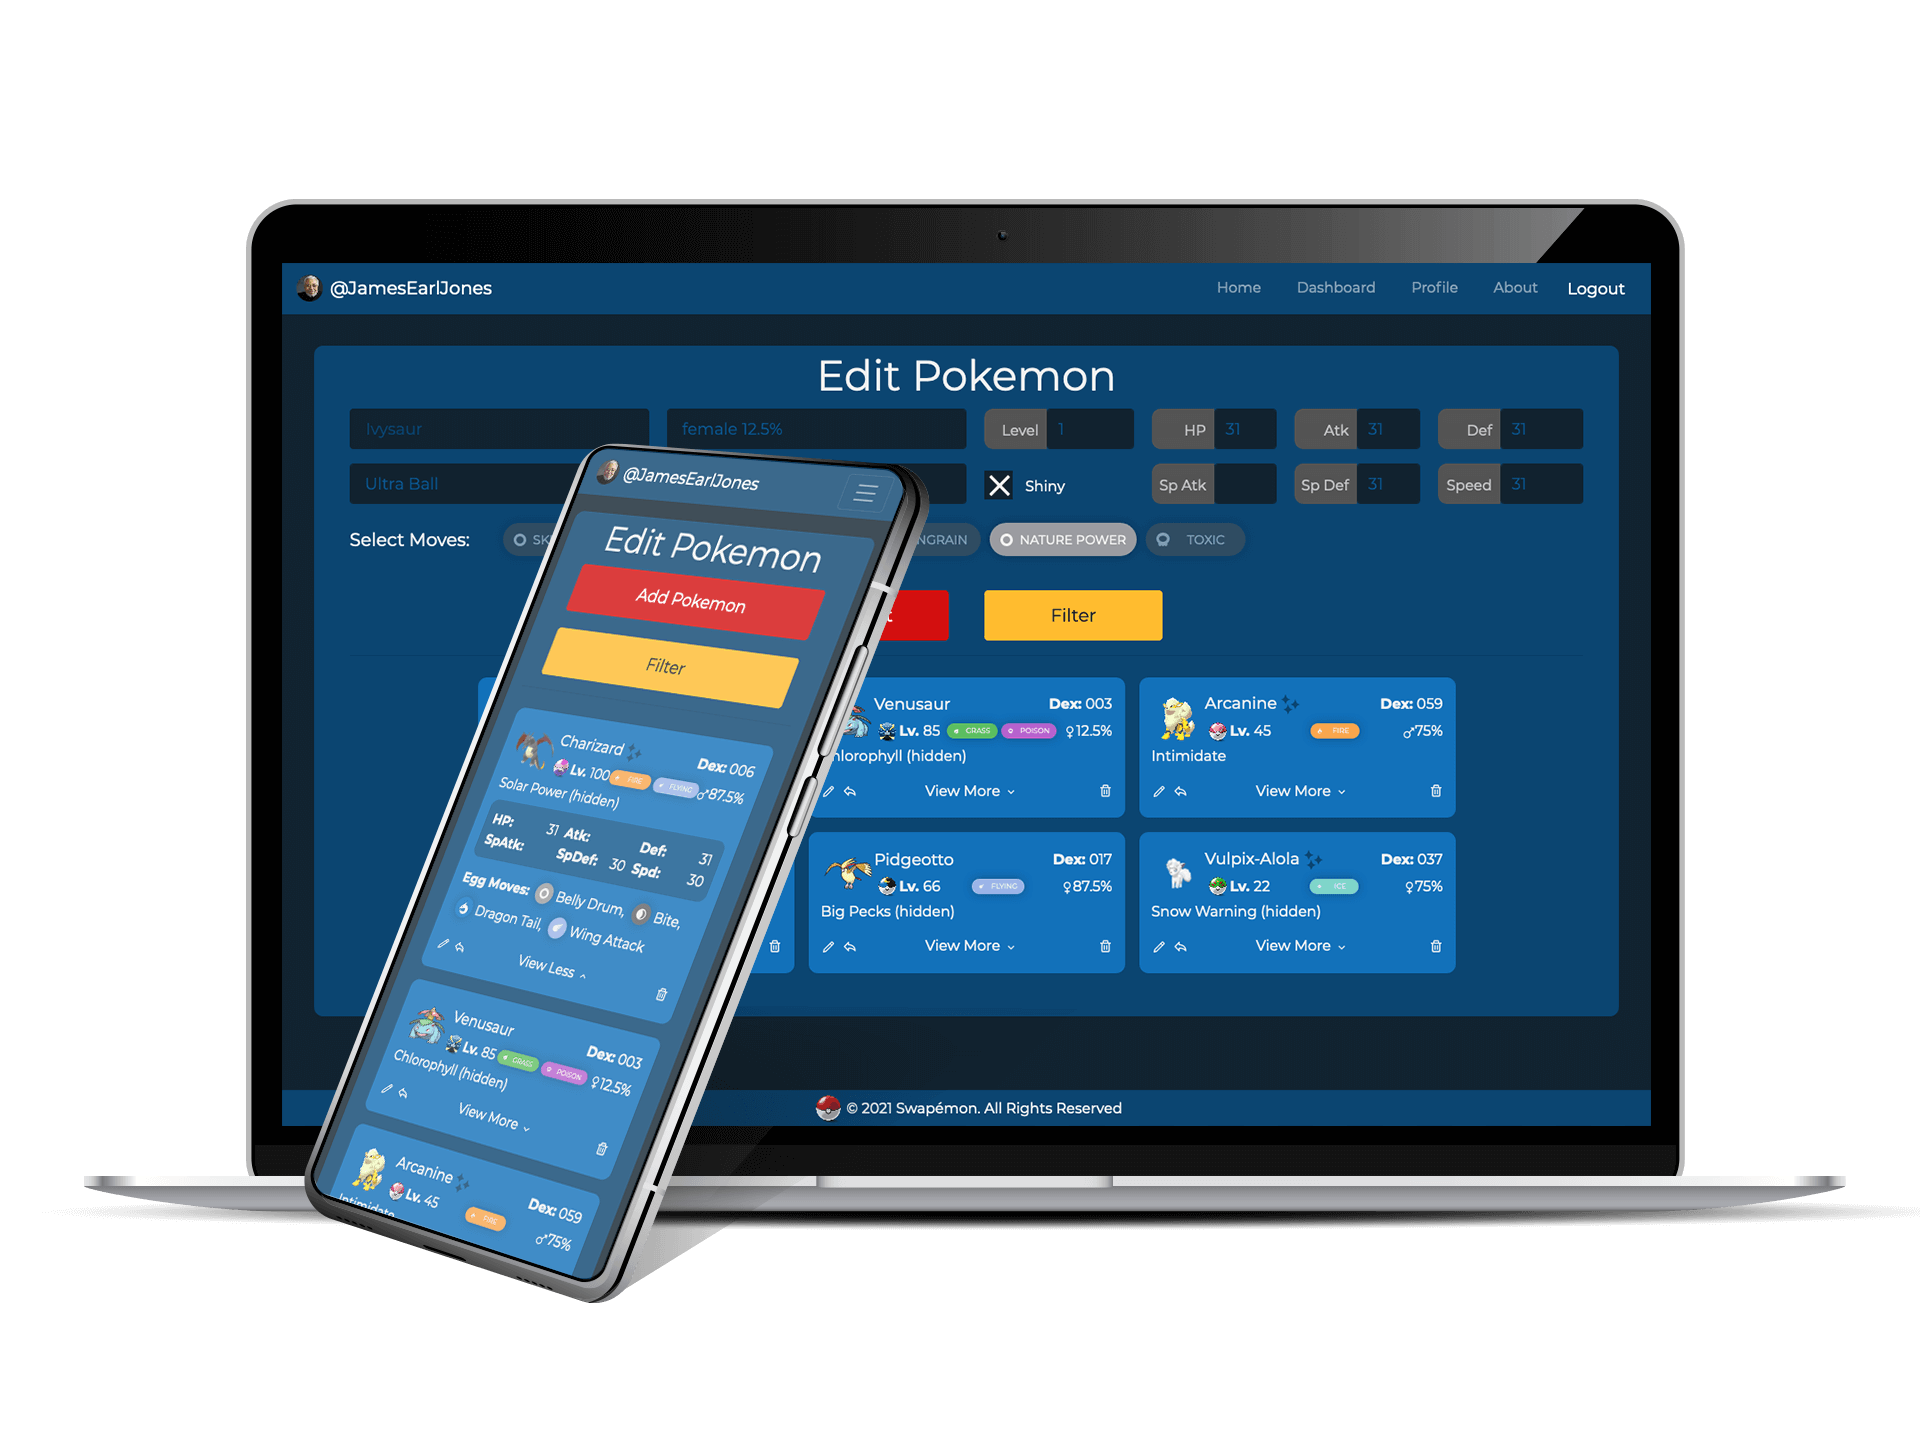 @JamesEarlJones
Home Dashboard Profile About Logout
Edit Pokemon
Ivysaur female 12.5% Level 1 HP 31 Atk 31 Def 31
Ultra Ball Shiny Sp Atk Sp Def 31 Speed 31
Select Moves: NGRAIN NATURE POWER TOXIC
Filter
Venusaur Dex: 003
Lv. 85 GRASS POISON ♀12.5%
hlorophyll (hidden)
View More
Arcanine Dex: 059
Lv. 45 FIRE ♂75%
Intimidate
View More
Pidgeotto Dex: 017
Lv. 66 FLYING ♀87.5%
Big Pecks (hidden)
View More
Vulpix-Alola Dex: 037
Lv. 22 ICE ♀75%
Snow Warning (hidden)
View More
© 2021 Swapémon. All Rights Reserved
@JamesEarlJones
Edit Pokemon
Add Pokemon
Filter
Charizard Dex: 006
Lv. 100 FIRE FLYING ♂87.5%
Solar Power (hidden)
HP: 31 Atk: Def: 31
SpAtk: SpDef: 30 Spd: 30
Egg Moves: Belly Drum, Bite,
Dragon Tail, Wing Attack
View Less
Venusaur Dex: 003
Lv. 85 GRASS POISON ♀12.5%
Chlorophyll (hidden)
View More
Arcanine Dex: 059
Lv. 45 FIRE ♂75%
Intimidate